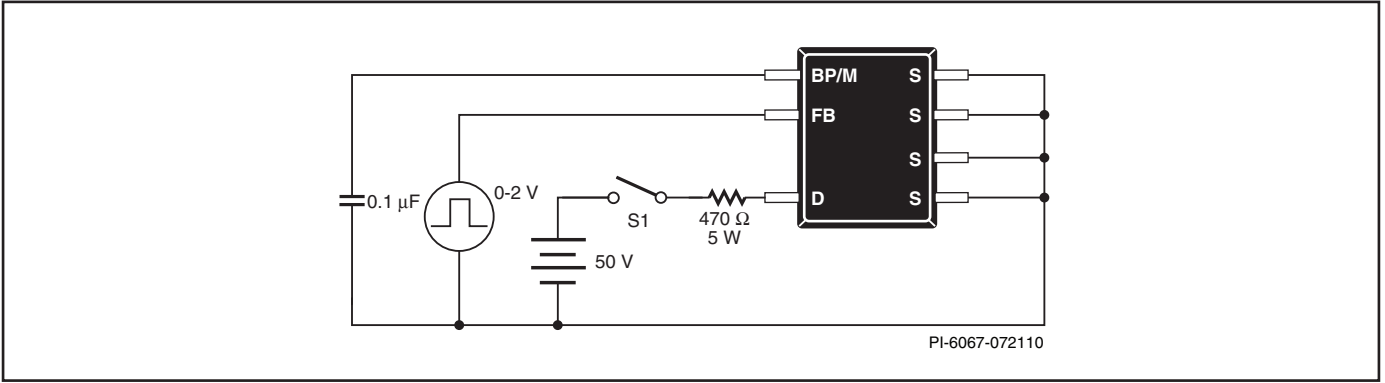 BP/M S
FB S
S
D S
0.1 μF
0-2 V
S1
470 Ω
5 W
50 V
PI-6067-072110